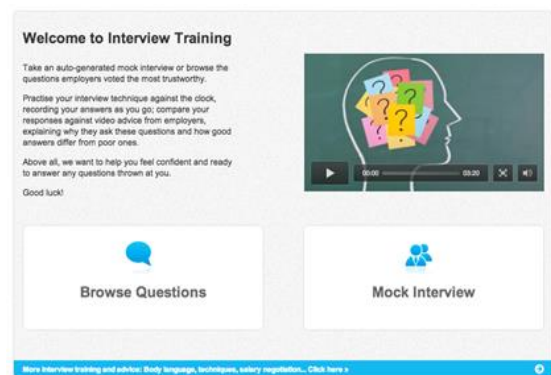 Welcome to Interview Training
Take an auto-generated mock interview or browse the
questions employers voted the most trustworthy.
Practise your interview technique against the clock,
recording your answers as you go; compare your
responses against video advice from employers,
explaining why they ask these questions and how good
answers differ from poor ones.
Above all, we want to help you feel confident and ready
to answer any questions thrown at you.
Good luck!
? ? ? ? ? ?
00:00 03:20
Browse Questions
Mock Interview
More interview training and advice: Body language, techniques, salary negotiation... Click here >